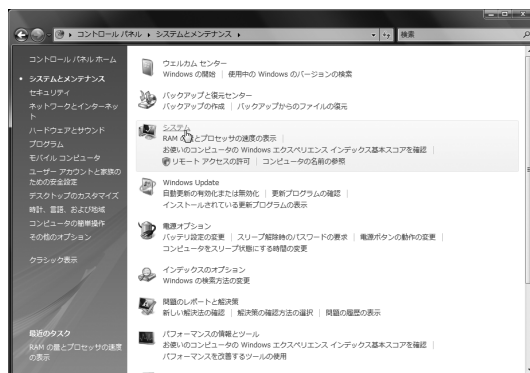 コントロール パネル ▸ システムとメンテナンス ▸
検索
コントロール パネル ホーム
システムとメンテナンス
セキュリティ
ネットワークとインターネッ
ト
ハードウェアとサウンド
プログラム
モバイル コンピュータ
ユーザー アカウントと家族の
ための安全設定
デスクトップのカスタマイズ
時計、言語、および地域
コンピュータの簡単操作
その他のオプション
クラシック表示
最近のタスク
RAM の量とプロセッサの速度
の表示
ウェルカム センター
Windows の開始 | 使用中の Windows のバージョンの検索
バックアップと復元センター
バックアップの作成 | バックアップからのファイルの復元
システム
RAM の量とプロセッサの速度の表示 |
お使いのコンピュータの Windows エクスペリエンス インデックス基本スコアを確認 |
リモート アクセスの許可 | コンピュータの名前の参照
Windows Update
自動更新の有効化または無効化 | 更新プログラムの確認 |
インストールされている更新プログラムの表示
電源オプション
バッテリ設定の変更 | スリープ解除時のパスワードの要求 | 電源ボタンの動作の変更 |
コンピュータをスリープ状態にする時間の変更
インデックスのオプション
Windows の検索方法の変更
問題のレポートと解決策
新しい解決法の確認 | 解決策の確認方法の選択 | 問題の履歴の表示
パフォーマンスの情報とツール
お使いのコンピュータの Windows エクスペリエンス インデックス基本スコアを確認 |
パフォーマンスを改善するツールの使用